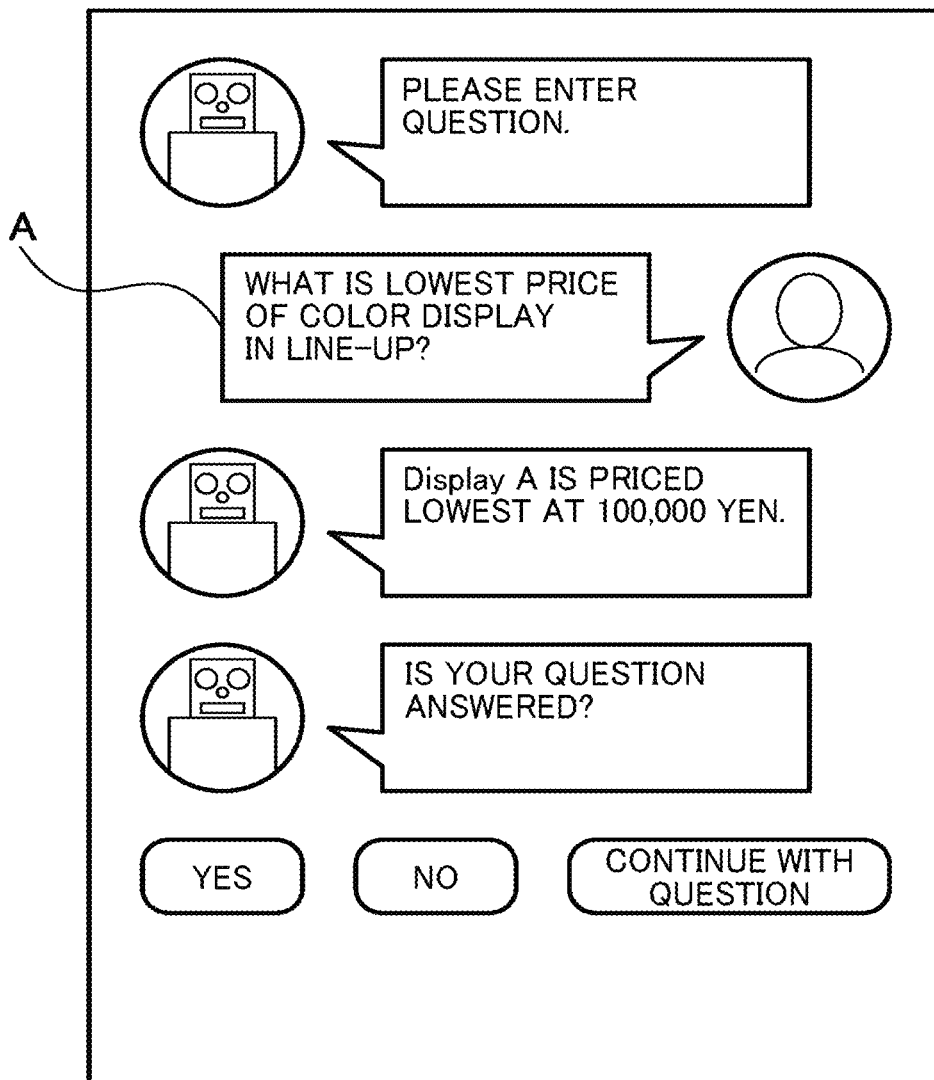 PLEASE ENTER
QUESTION.
A
WHAT IS LOWEST PRICE
OF COLOR DISPLAY
IN LINE-UP?
Display A IS PRICED
LOWEST AT 100,000 YEN.
IS YOUR QUESTION
ANSWERED?
YES
NO
CONTINUE WITH
QUESTION